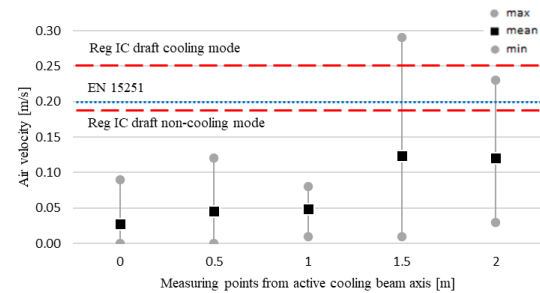 max
mean
min
0.30
0.25
0.20
0.15
0.10
0.05
0.00
Air velocity [m/s]
Reg IC draft cooling mode
EN 15251
Reg IC draft non-cooling mode
0 0.5 1 1.5 2
Measuring points from active cooling beam axis [m]